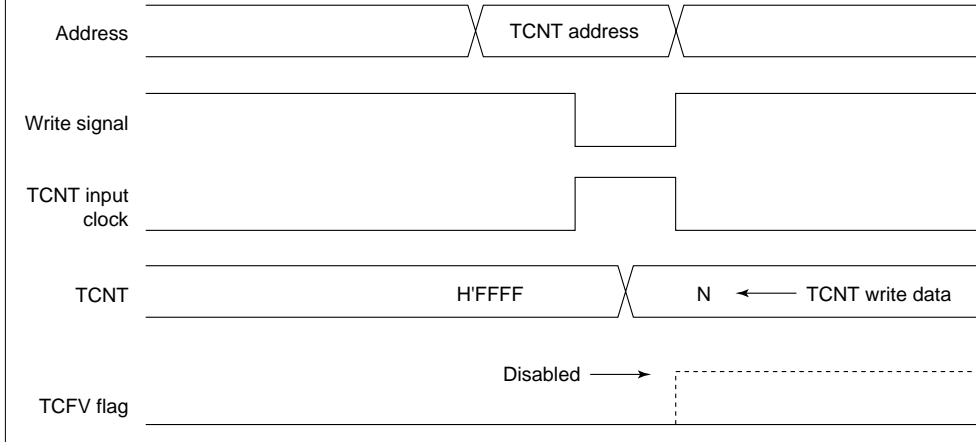 Address
TCNT address
Write signal
TCNT input
clock
TCNT
H'FFFF
N
TCNT write data
Disabled
TCFV flag